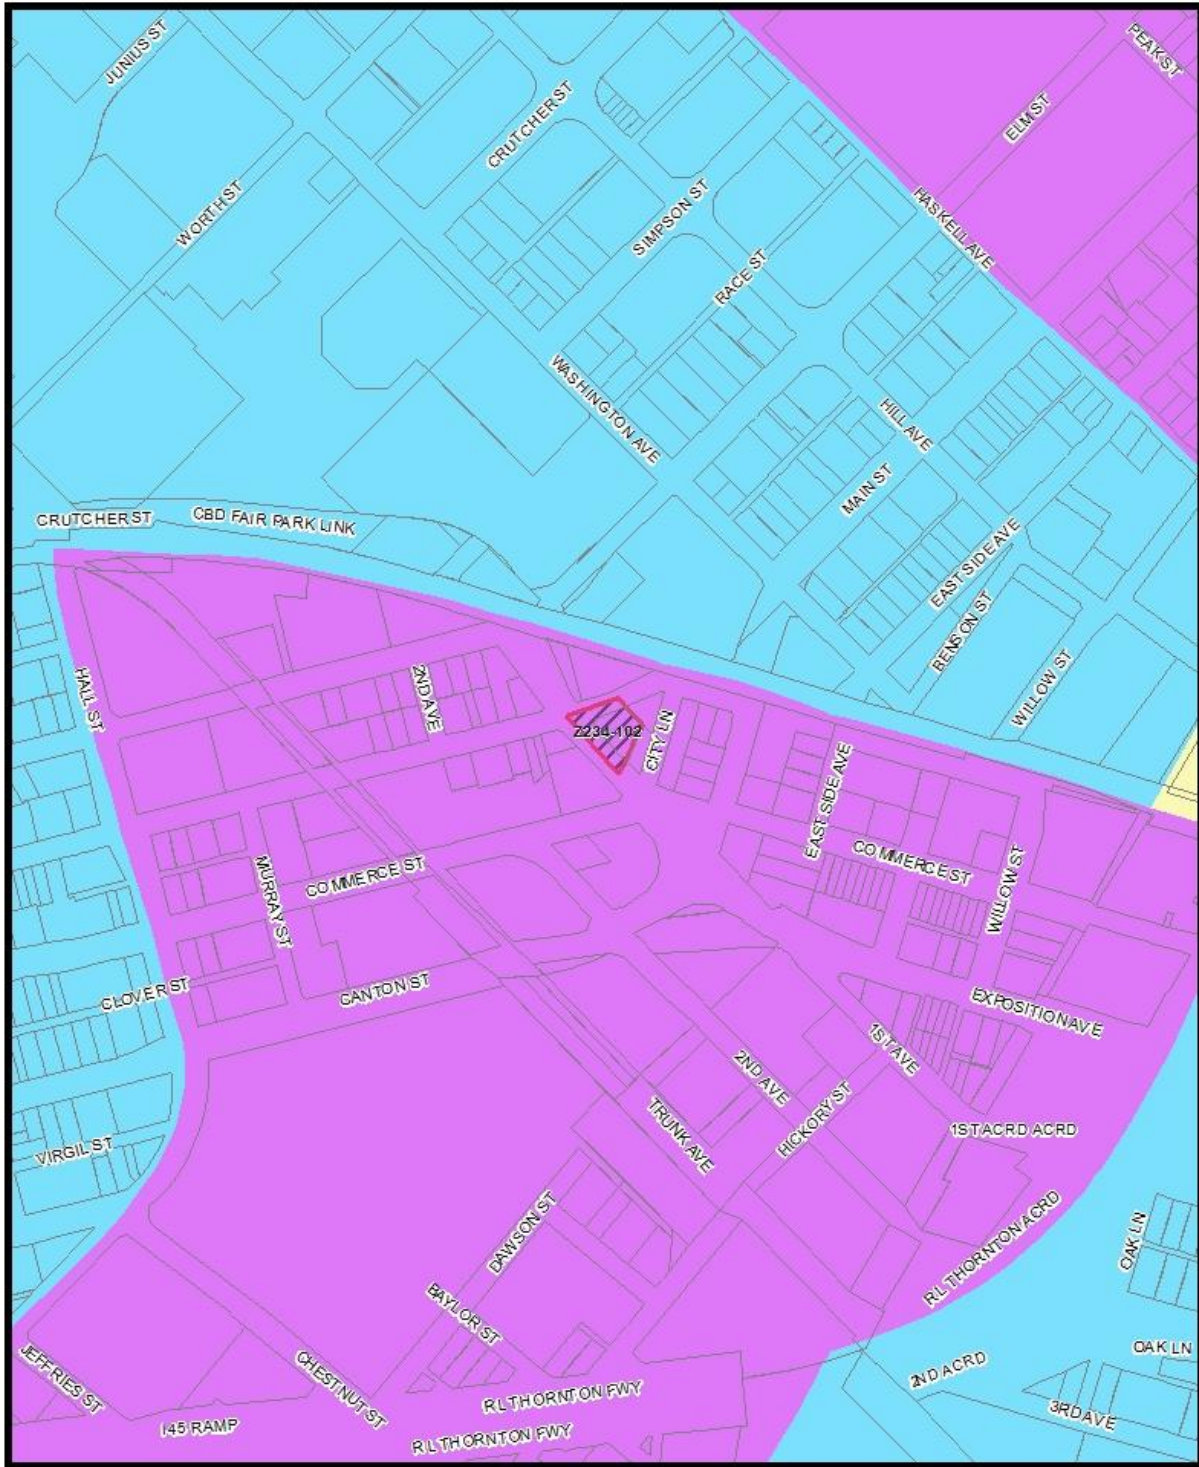 JUNIUS ST
PEAK ST
CRUTCHER ST
ELM ST
WORTH ST
SIMPSON ST
HASKELL AVE
RACE ST
WASHINGTON AVE
HILL AVE
MAIN ST
CRUTCHER ST
CBD FAIR PARK LINK
EAST SIDE AVE
BENSON ST
WILLOW ST
HALL ST
2ND AVE
Z234-102
CITY LN
EAST SIDE AVE
COMMERCE ST
COMMERCE ST
MURRAY ST
WILLOW ST
CLOVER ST
CANTON ST
EXPOSITION AVE
1ST AVE
2ND AVE
HICKORY ST
TRUNK AVE
1ST ACRD ACRD
VIRGIL ST
DAWSON ST
RL THORNTON ACRD
OAK LN
BAYLOR ST
OAK LN
JEFFRIES ST
CHESTNUT ST
2ND ACRD
RL THORNTON FWY
3RD AVE
I45 RAMP
RL THORNTON FWY